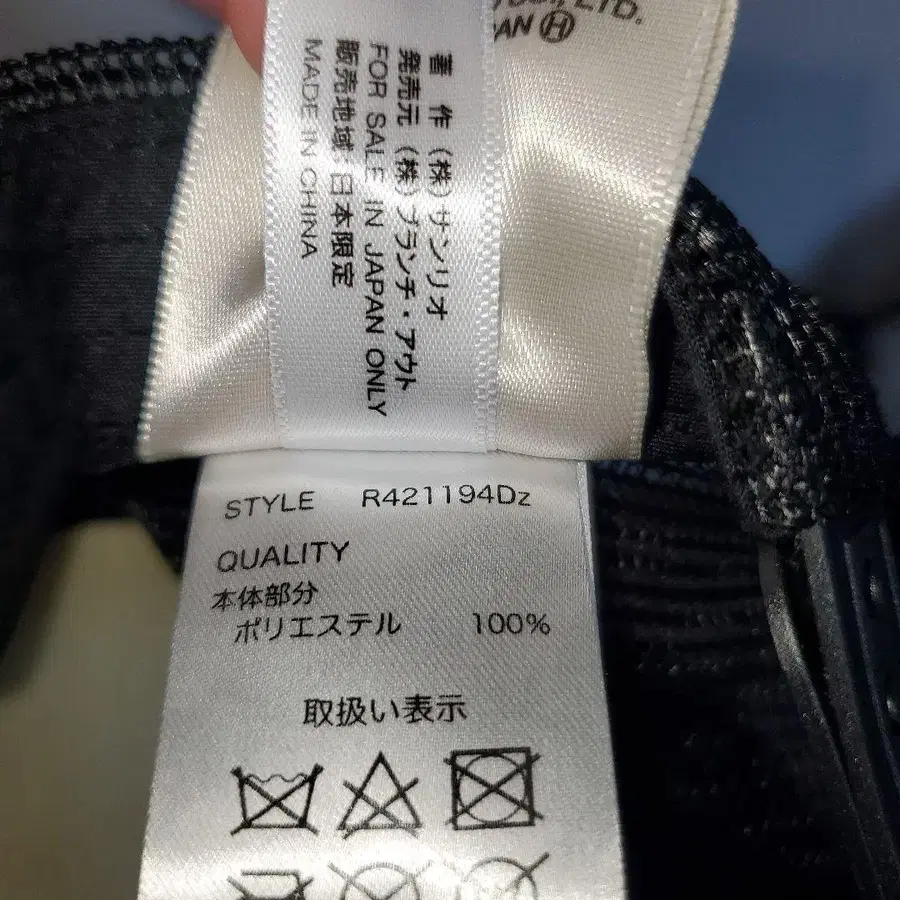 LTD.
PAN Ⓗ
著 作 (株)サンリオ
発売元 (株)ブランチ・アウト
FOR SALE IN JAPAN ONLY
販売地域:日本限定
MADE IN CHINA
STYLE R421194Dz
QUALITY
本体部分
ポリエステル 100%
取扱い表示